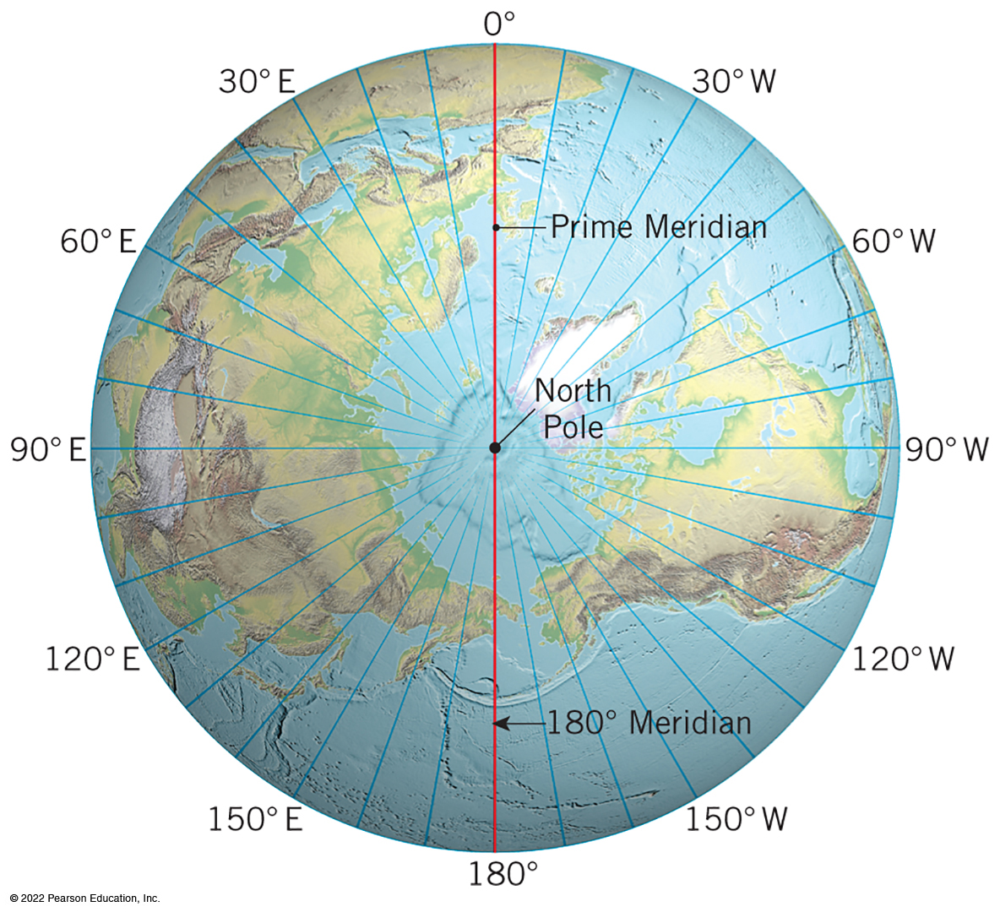 0°
30° E
30° W
60° E
Prime Meridian
60° W
North
Pole
90° E
90° W
120° E
120° W
180° Meridian
150° E
150° W
180°
© 2022 Pearson Education, Inc.